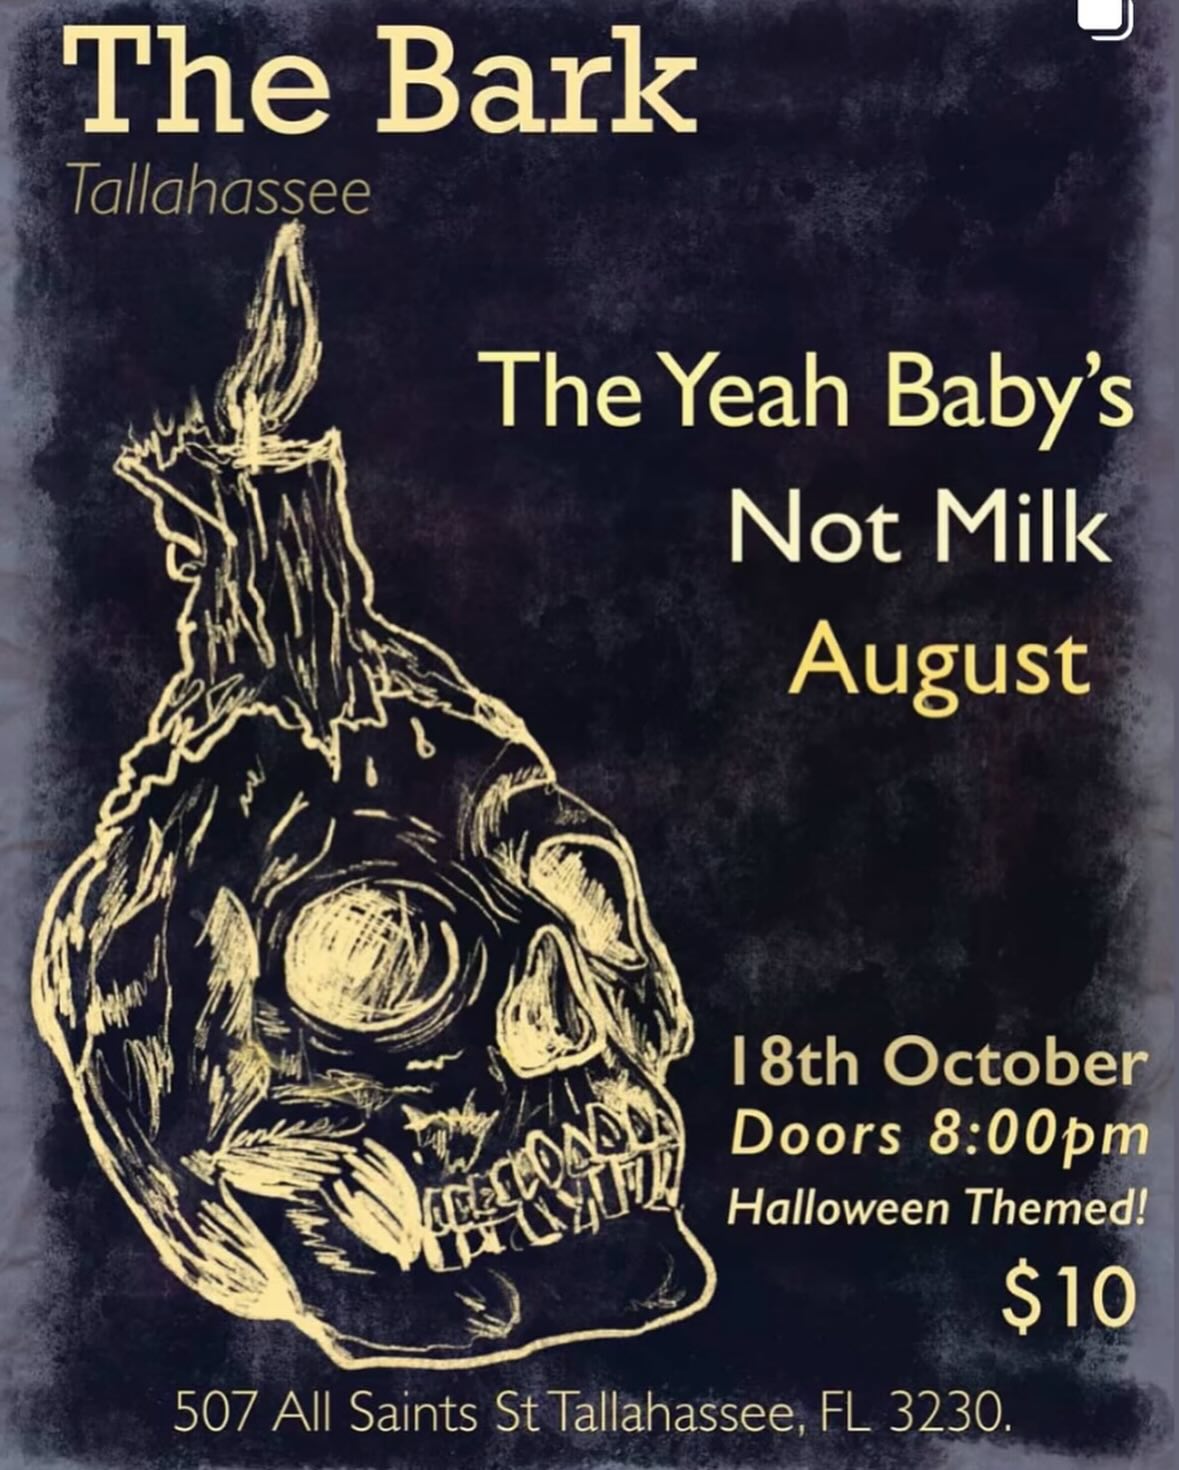 The Bark
Tallahassee
The Yeah Baby’s
Not Milk
August
18th October
Doors 8:00pm
Halloween Themed!
$10
507 All Saints St Tallahassee, FL 3230.